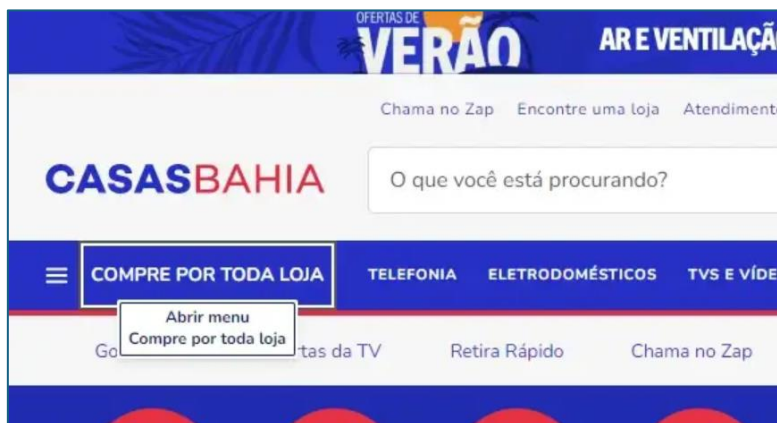 OFERTAS DE
VERÃO
AR E VENTILAÇÃ
Chama no Zap Encontre uma loja Atendiment
CASASBAHIA
O que você está procurando?
COMPRE POR TODA LOJA TELEFONIA ELETRODOMÉSTICOS TVS E VÍDE
Abrir menu
Compre por toda loja
Go tas da TV Retira Rápido Chama no Zap